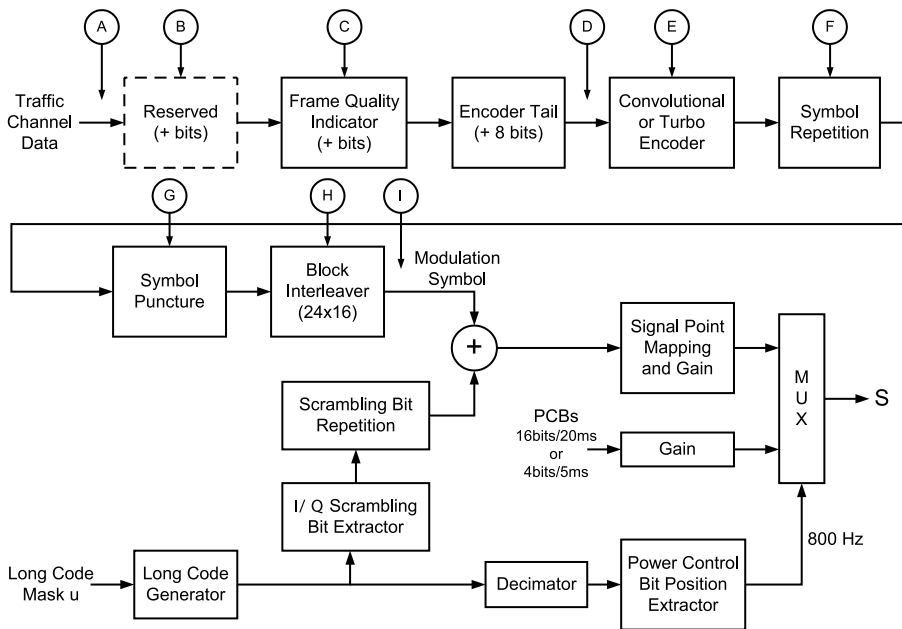 A
B
C
D
E
F
Traffic
Channel
Data
Reserved
(+ bits)
Frame Quality
Indicator
(+ bits)
Encoder Tail
(+ 8 bits)
Convolutional
or Turbo
Encoder
Symbol
Repetition
G
H
I
Symbol
Puncture
Block
Interleaver
(24x16)
Modulation
Symbol
+
Signal Point
Mapping
and Gain
MUX
S
Scrambling Bit
Repetition
PCBs
16bits/20ms
or
4bits/5ms
Gain
I/ Q Scrambling
Bit Extractor
800 Hz
Long Code
Mask u
Long Code
Generator
Decimator
Power Control
Bit Position
Extractor